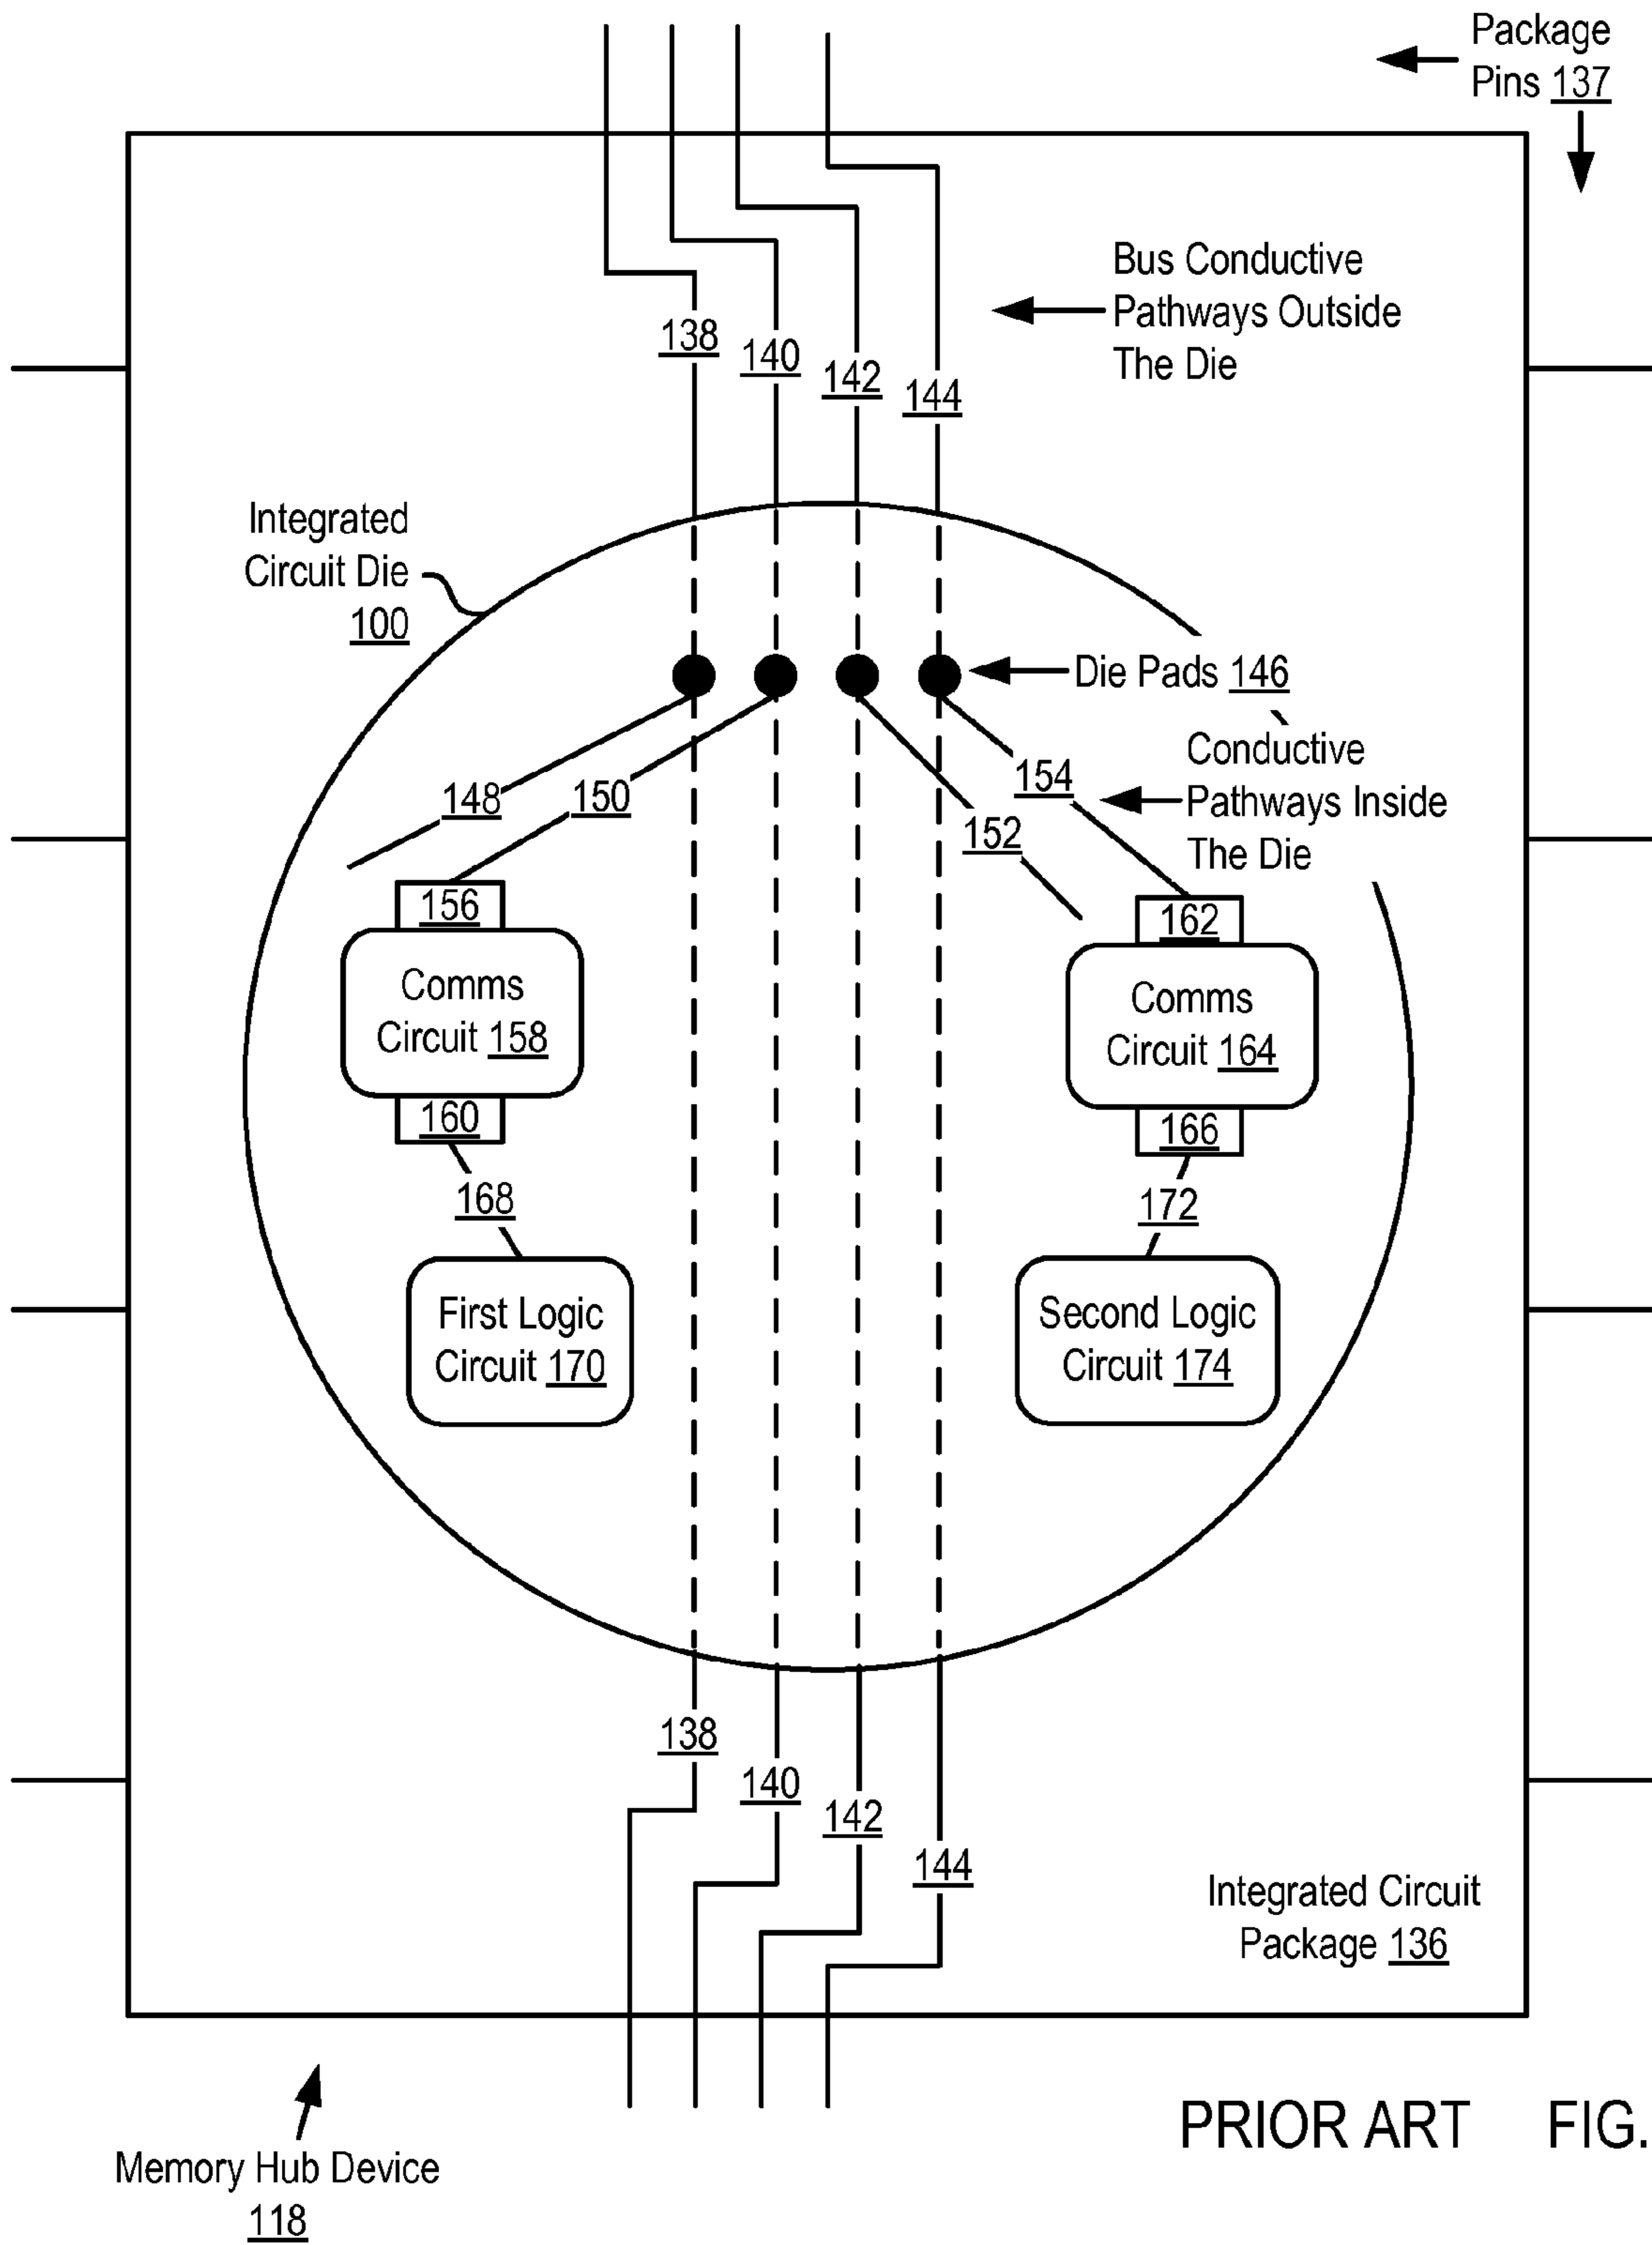 Package
Pins 137
Bus Conductive
Pathways Outside
The Die
138
140
142
144
Integrated
Circuit Die
100
Die Pads 146
Conductive
Pathways Inside
The Die
148
150
154
152
156
162
Comms
Circuit 158
Comms
Circuit 164
160
166
168
172
First Logic
Circuit 170
Second Logic
Circuit 174
138
140
142
144
Integrated Circuit
Package 136
PRIOR ART FIG.
Memory Hub Device
118